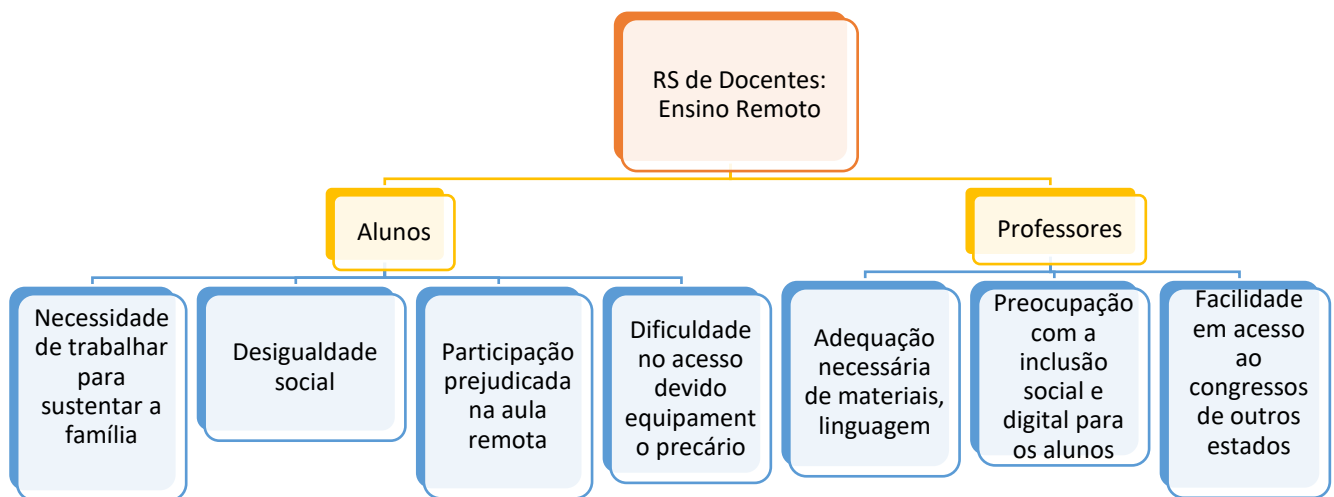 RS de Docentes:
Ensino Remoto
Alunos
Professores
Necessidade
de trabalhar
para
sustentar a
família
Desigualdade
social
Participação
prejudicada
na aula
remota
Dificuldade
no acesso
devido
equipament
o precário
Adequação
necessária
de materiais,
linguagem
Preocupação
com a
inclusão
social e
digital para
os alunos
Facilidade
em acesso
ao
congressos
de outros
estados